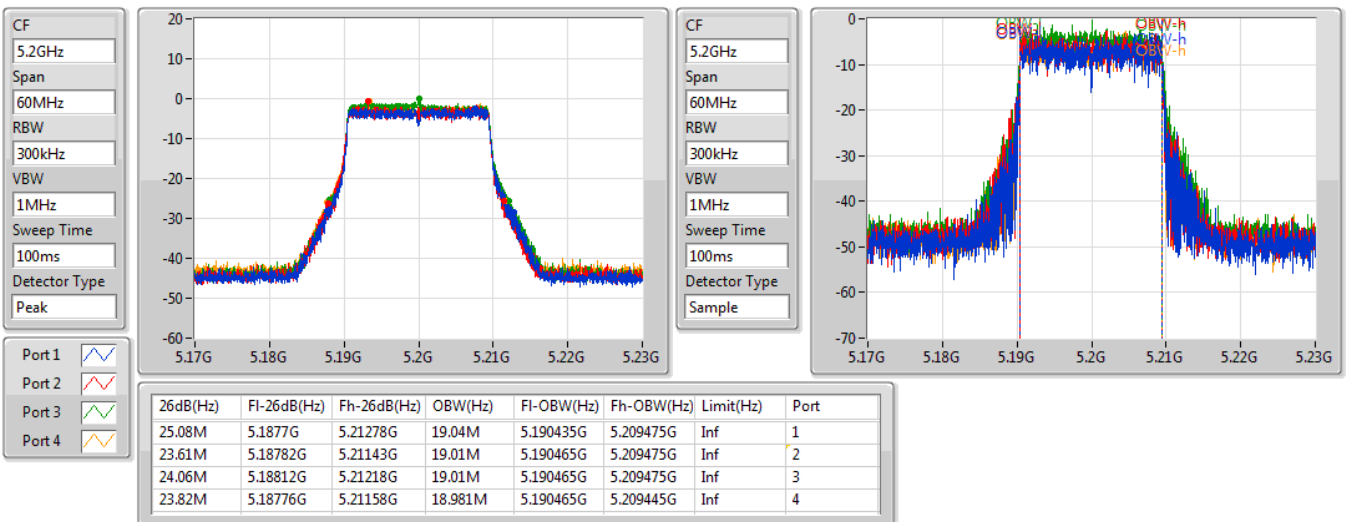 CF
5.2GHz
Span
60MHz
RBW
300kHz
VBW
1MHz
Sweep Time
100ms
Detector Type
Peak
20
10
0
-10
-20
-30
-40
-50
-60
5.17G 5.18G 5.19G 5.2G 5.21G 5.22G 5.23G
CF
5.2GHz
Span
60MHz
RBW
300kHz
VBW
1MHz
Sweep Time
100ms
Detector Type
Sample
0
-10
-20
-30
-40
-50
-60
-70
OBW-h
OBW-h
5.17G 5.18G 5.19G 5.2G 5.21G 5.22G 5.23G
Port 1
Port 2
Port 3
Port 4
26dB(Hz) Fl-26dB(Hz) Fh-26dB(Hz) OBW(Hz) Fl-OBW(Hz) Fh-OBW(Hz) Limit(Hz) Port
25.08M 5.1877G 5.21278G 19.04M 5.190435G 5.209475G Inf 1
23.61M 5.18782G 5.21143G 19.01M 5.190465G 5.209475G Inf 2
24.06M 5.18812G 5.21218G 19.01M 5.190465G 5.209475G Inf 3
23.82M 5.18776G 5.21158G 18.981M 5.190465G 5.209445G Inf 4